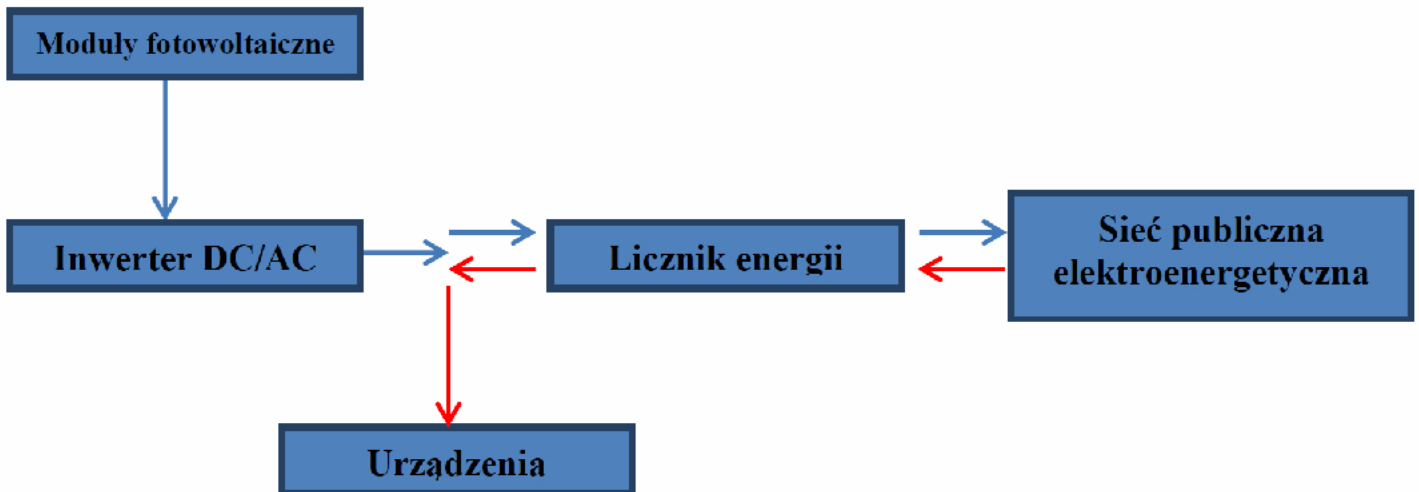 Moduły fotowoltaiczne
Inwerter DC/AC
Licznik energii
Sieć publiczna
elektroenergetyczna
Urządzenia